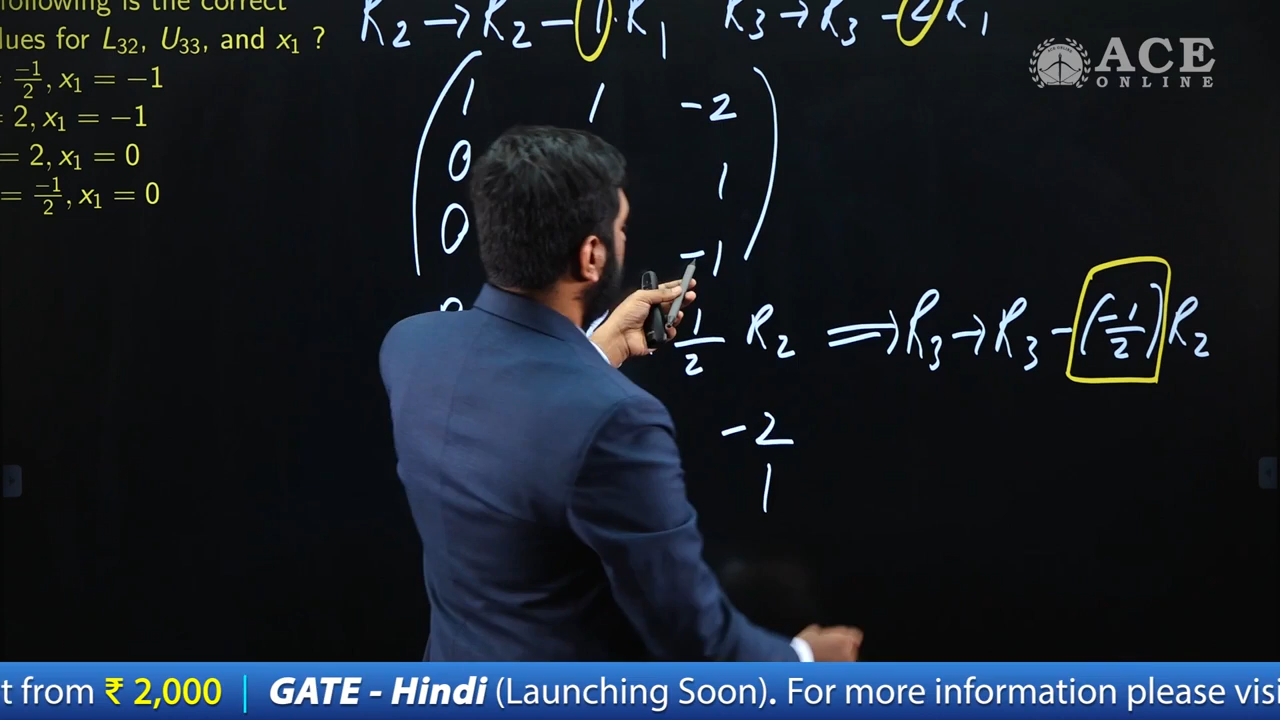 following is the correct
lues for L₃₂, U₃₃, and x₁ ?
= -1/2, x₁ = −1
= 2, x₁ = −1
= 2, x₁ = 0
= -1/2, x₁ = 0
R₂ → R₂ − 1·R₁ R₃ → R₃ − 2R₁
1 1 −2
0 1
0 −1
1/2 R₂ ⟹ R₃ → R₃ − (-1/2) R₂
−2
1
ACE
ONLINE
t from ₹ 2,000 | GATE - Hindi (Launching Soon). For more information please visi